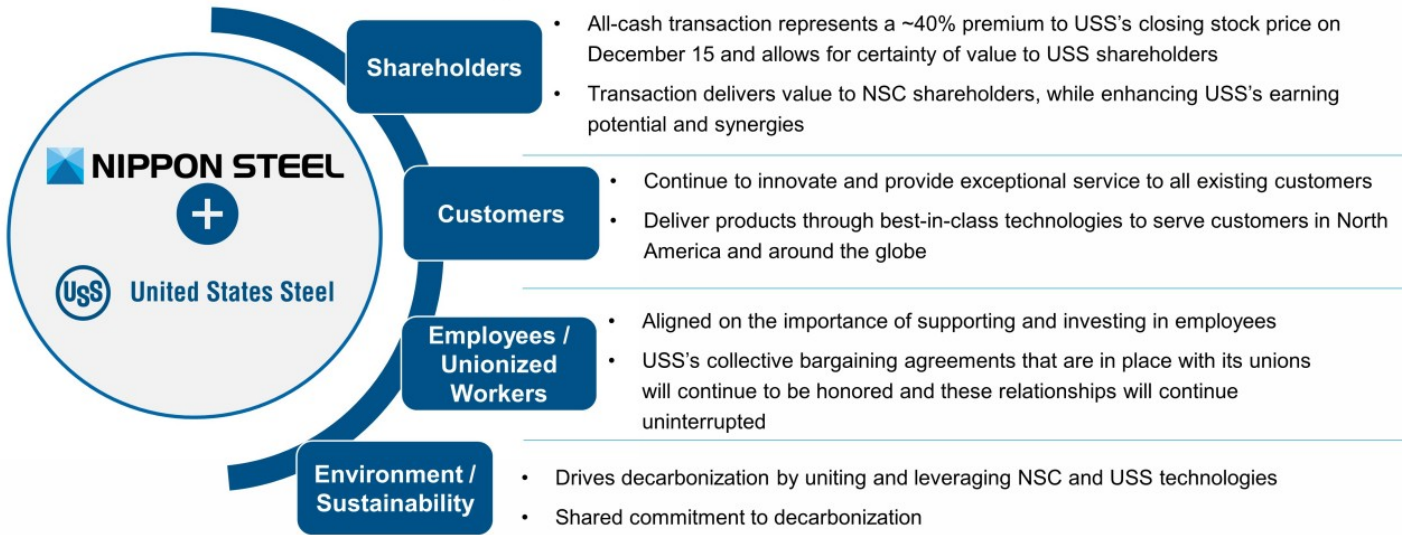 NIPPON STEEL
+
USS United States Steel
Shareholders
• All-cash transaction represents a ~40% premium to USS’s closing stock price on
December 15 and allows for certainty of value to USS shareholders
• Transaction delivers value to NSC shareholders, while enhancing USS’s earning
potential and synergies
Customers
• Continue to innovate and provide exceptional service to all existing customers
• Deliver products through best-in-class technologies to serve customers in North
America and around the globe
Employees /
Unionized
Workers
• Aligned on the importance of supporting and investing in employees
• USS’s collective bargaining agreements that are in place with its unions
will continue to be honored and these relationships will continue
uninterrupted
Environment /
Sustainability
• Drives decarbonization by uniting and leveraging NSC and USS technologies
• Shared commitment to decarbonization